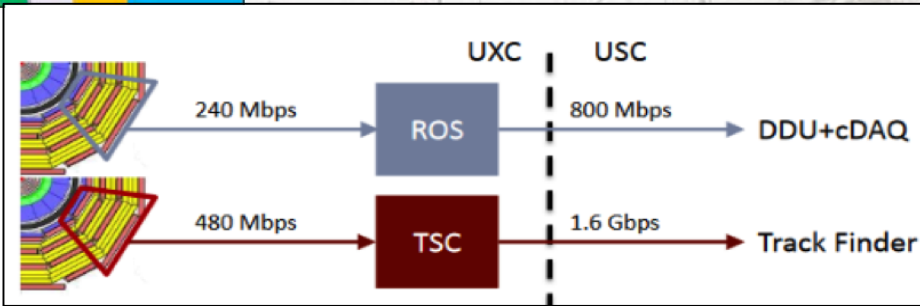 UXC USC
240 Mbps ROS 800 Mbps DDU+cDAQ
480 Mbps TSC 1.6 Gbps Track Finder